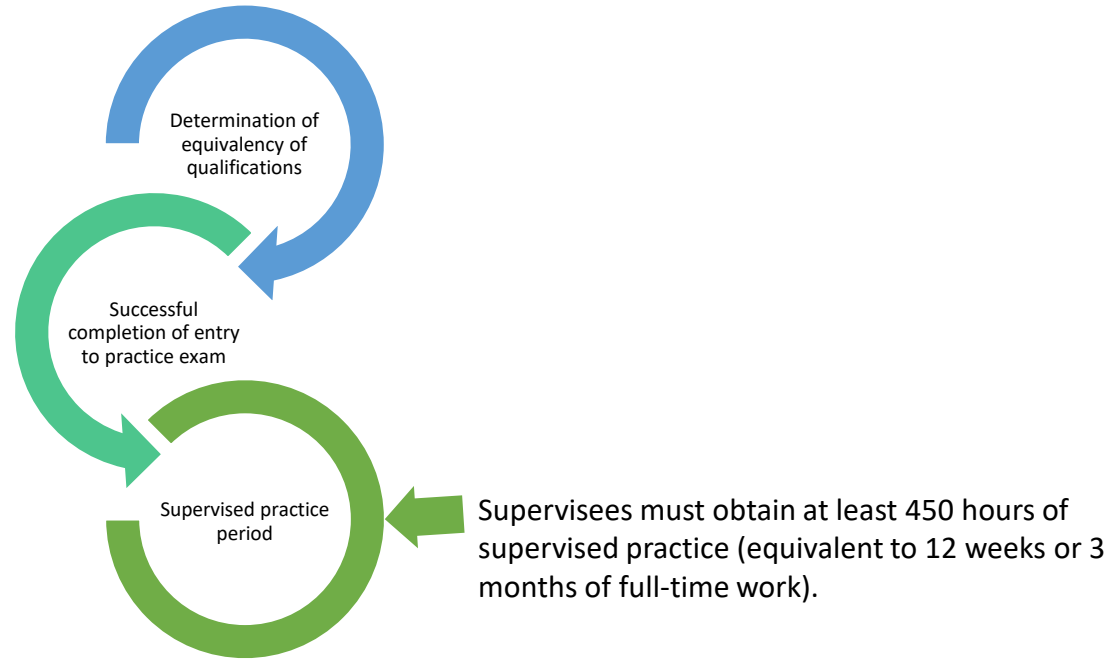 Determination of
equivalency of
qualifications
Successful
completion of entry
to practice exam
Supervised practice
period
Supervisees must obtain at least 450 hours of
supervised practice (equivalent to 12 weeks or 3
months of full-time work).